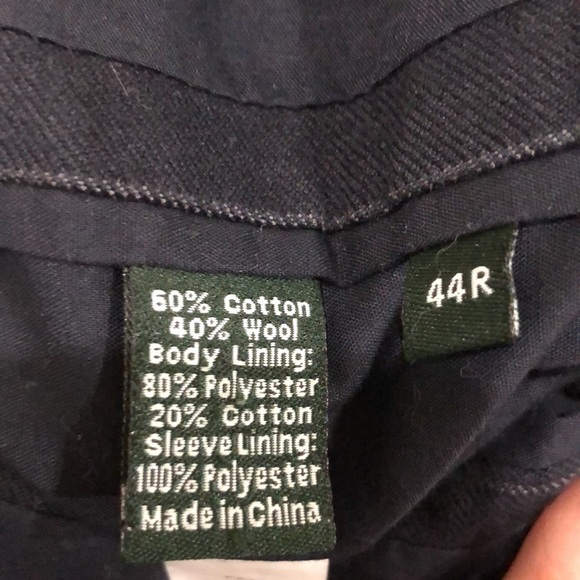 60% Cotton
40% Wool
Body Lining:
80% Polyester
20% Cotton
Sleeve Lining:
100% Polyester
Made in China
44R